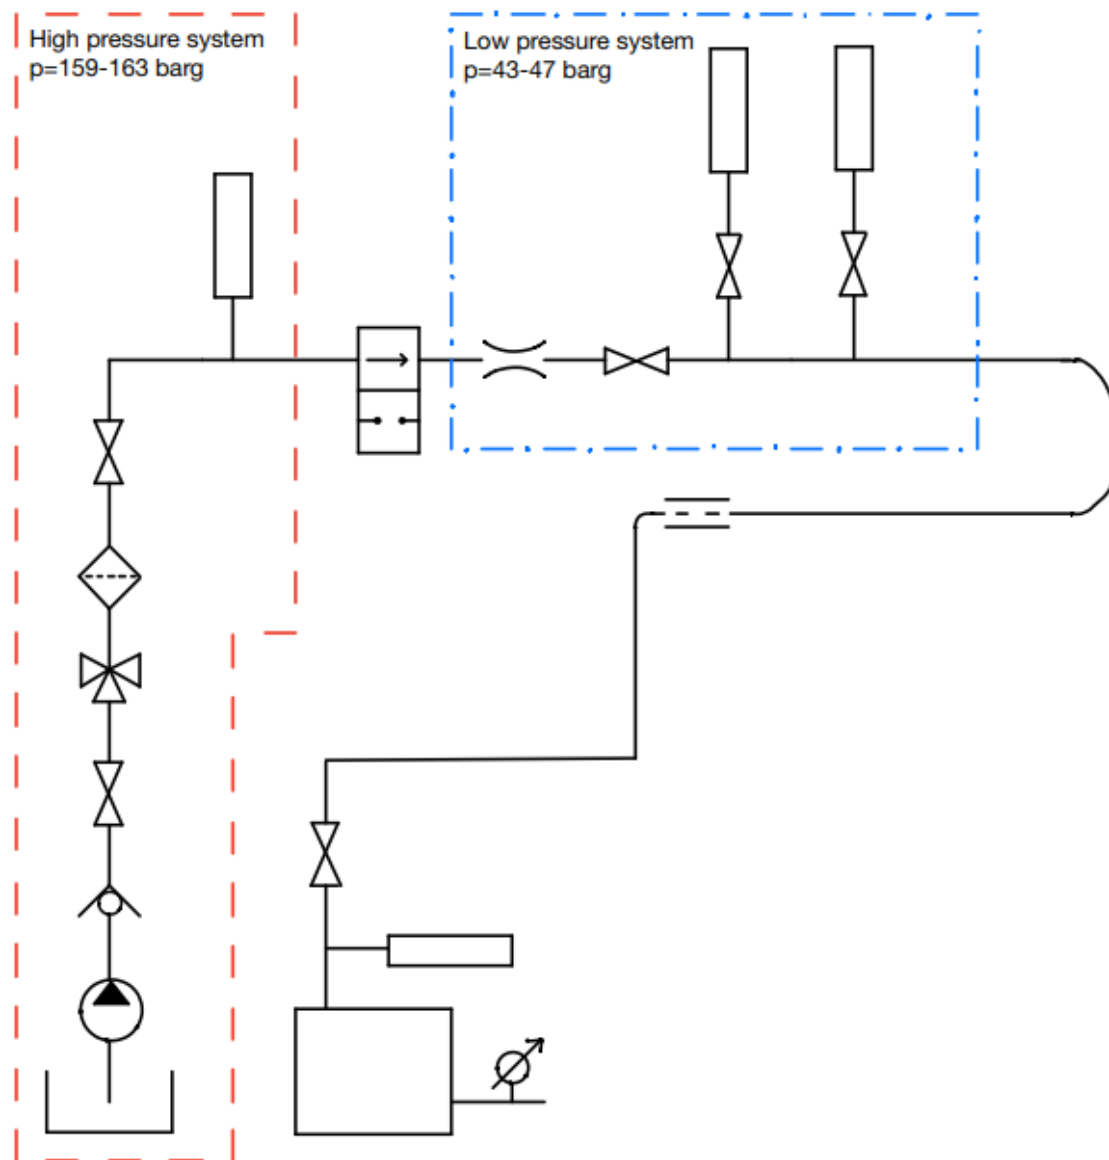 High pressure system
p=159-163 barg
Low pressure system
p=43-47 barg